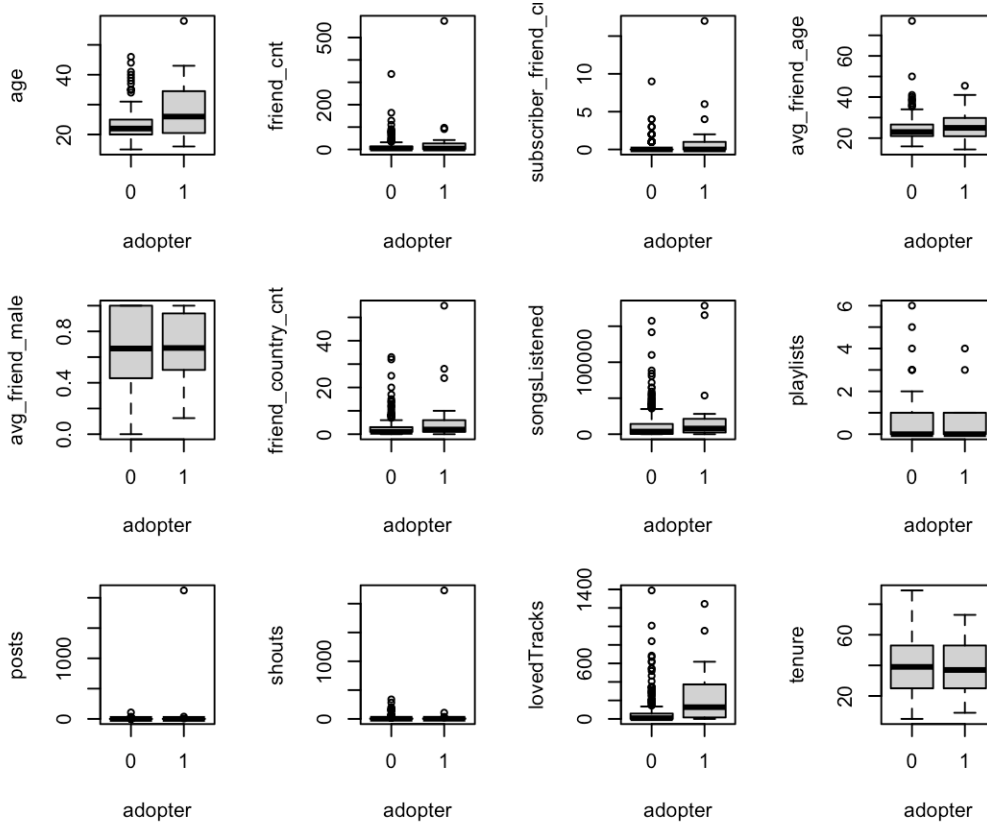 age
40
20
0 1
adopter
friend_cnt
500
200
0
0 1
adopter
subscriber_friend_c
15
5
0
0 1
adopter
avg_friend_age
60
40
20
0 1
adopter
avg_friend_male
0.8
0.4
0.0
0 1
adopter
friend_country_cnt
40
20
0
0 1
adopter
songsListened
100000
0
0 1
adopter
playlists
6
4
2
0
0 1
adopter
posts
1000
0
0 1
adopter
shouts
1000
0
0 1
adopter
lovedTracks
1400
600
0
0 1
adopter
tenure
60
20
0 1
adopter